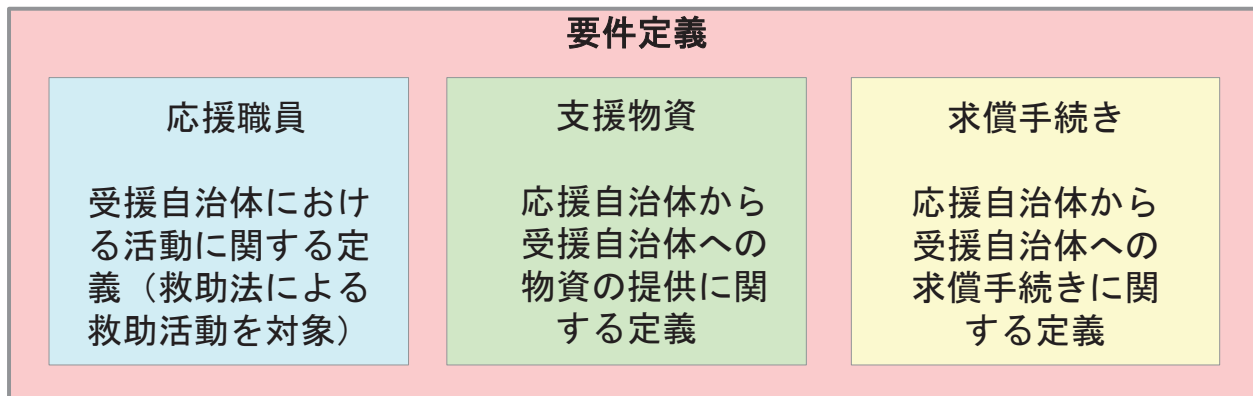 要件定義
応援職員
受援自治体におけ
る活動に関する定
義（救助法による
救助活動を対象）
支援物資
応援自治体から
受援自治体への
物資の提供に関
する定義
求償手続き
応援自治体から
受援自治体への
求償手続きに関
する定義